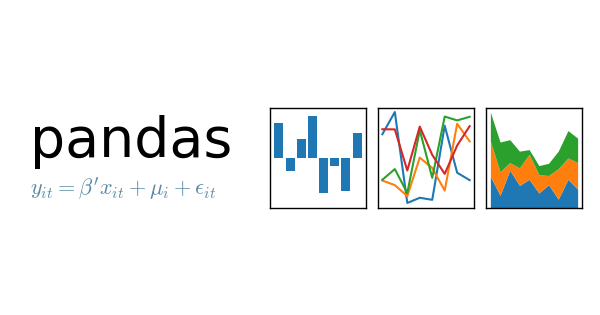 pandas
y_{it} = β′x_{it} + μ_i + ϵ_{it}